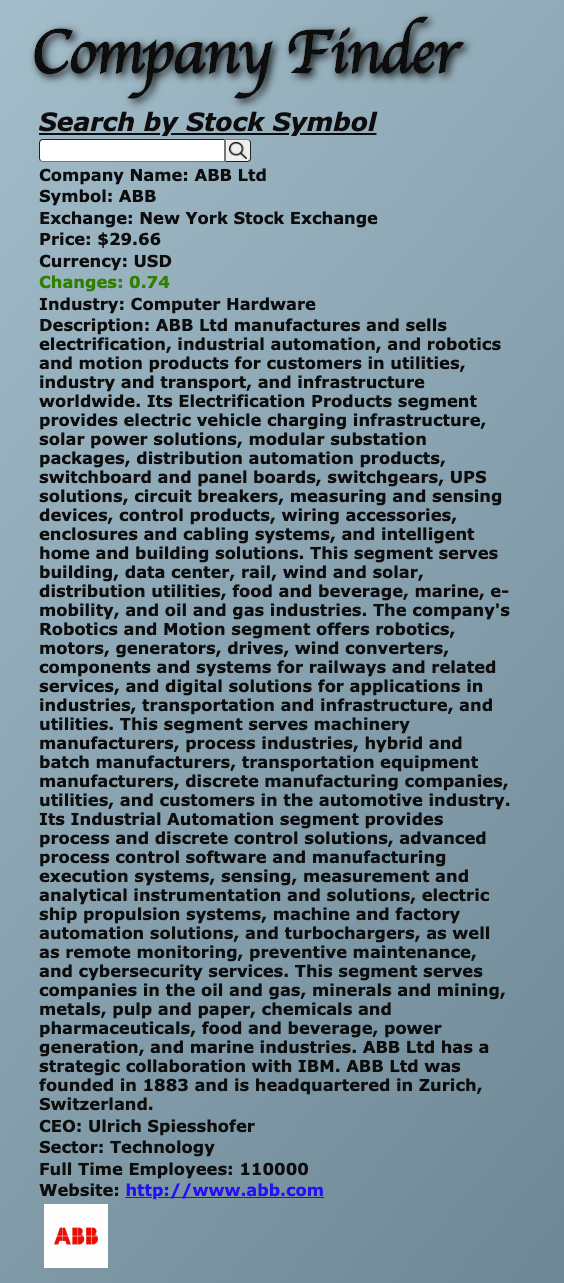 Company Finder
Search by Stock Symbol
Company Name: ABB Ltd
Symbol: ABB
Exchange: New York Stock Exchange
Price: $29.66
Currency: USD
Changes: 0.74
Industry: Computer Hardware
Description: ABB Ltd manufactures and sells
electrification, industrial automation, and robotics
and motion products for customers in utilities,
industry and transport, and infrastructure
worldwide. Its Electrification Products segment
provides electric vehicle charging infrastructure,
solar power solutions, modular substation
packages, distribution automation products,
switchboard and panel boards, switchgears, UPS
solutions, circuit breakers, measuring and sensing
devices, control products, wiring accessories,
enclosures and cabling systems, and intelligent
home and building solutions. This segment serves
building, data center, rail, wind and solar,
distribution utilities, food and beverage, marine, e-
mobility, and oil and gas industries. The company's
Robotics and Motion segment offers robotics,
motors, generators, drives, wind converters,
components and systems for railways and related
services, and digital solutions for applications in
industries, transportation and infrastructure, and
utilities. This segment serves machinery
manufacturers, process industries, hybrid and
batch manufacturers, transportation equipment
manufacturers, discrete manufacturing companies,
utilities, and customers in the automotive industry.
Its Industrial Automation segment provides
process and discrete control solutions, advanced
process control software and manufacturing
execution systems, sensing, measurement and
analytical instrumentation and solutions, electric
ship propulsion systems, machine and factory
automation solutions, and turbochargers, as well
as remote monitoring, preventive maintenance,
and cybersecurity services. This segment serves
companies in the oil and gas, minerals and mining,
metals, pulp and paper, chemicals and
pharmaceuticals, food and beverage, power
generation, and marine industries. ABB Ltd has a
strategic collaboration with IBM. ABB Ltd was
founded in 1883 and is headquartered in Zurich,
Switzerland.
CEO: Ulrich Spiesshofer
Sector: Technology
Full Time Employees: 110000
Website: http://www.abb.com
ABB